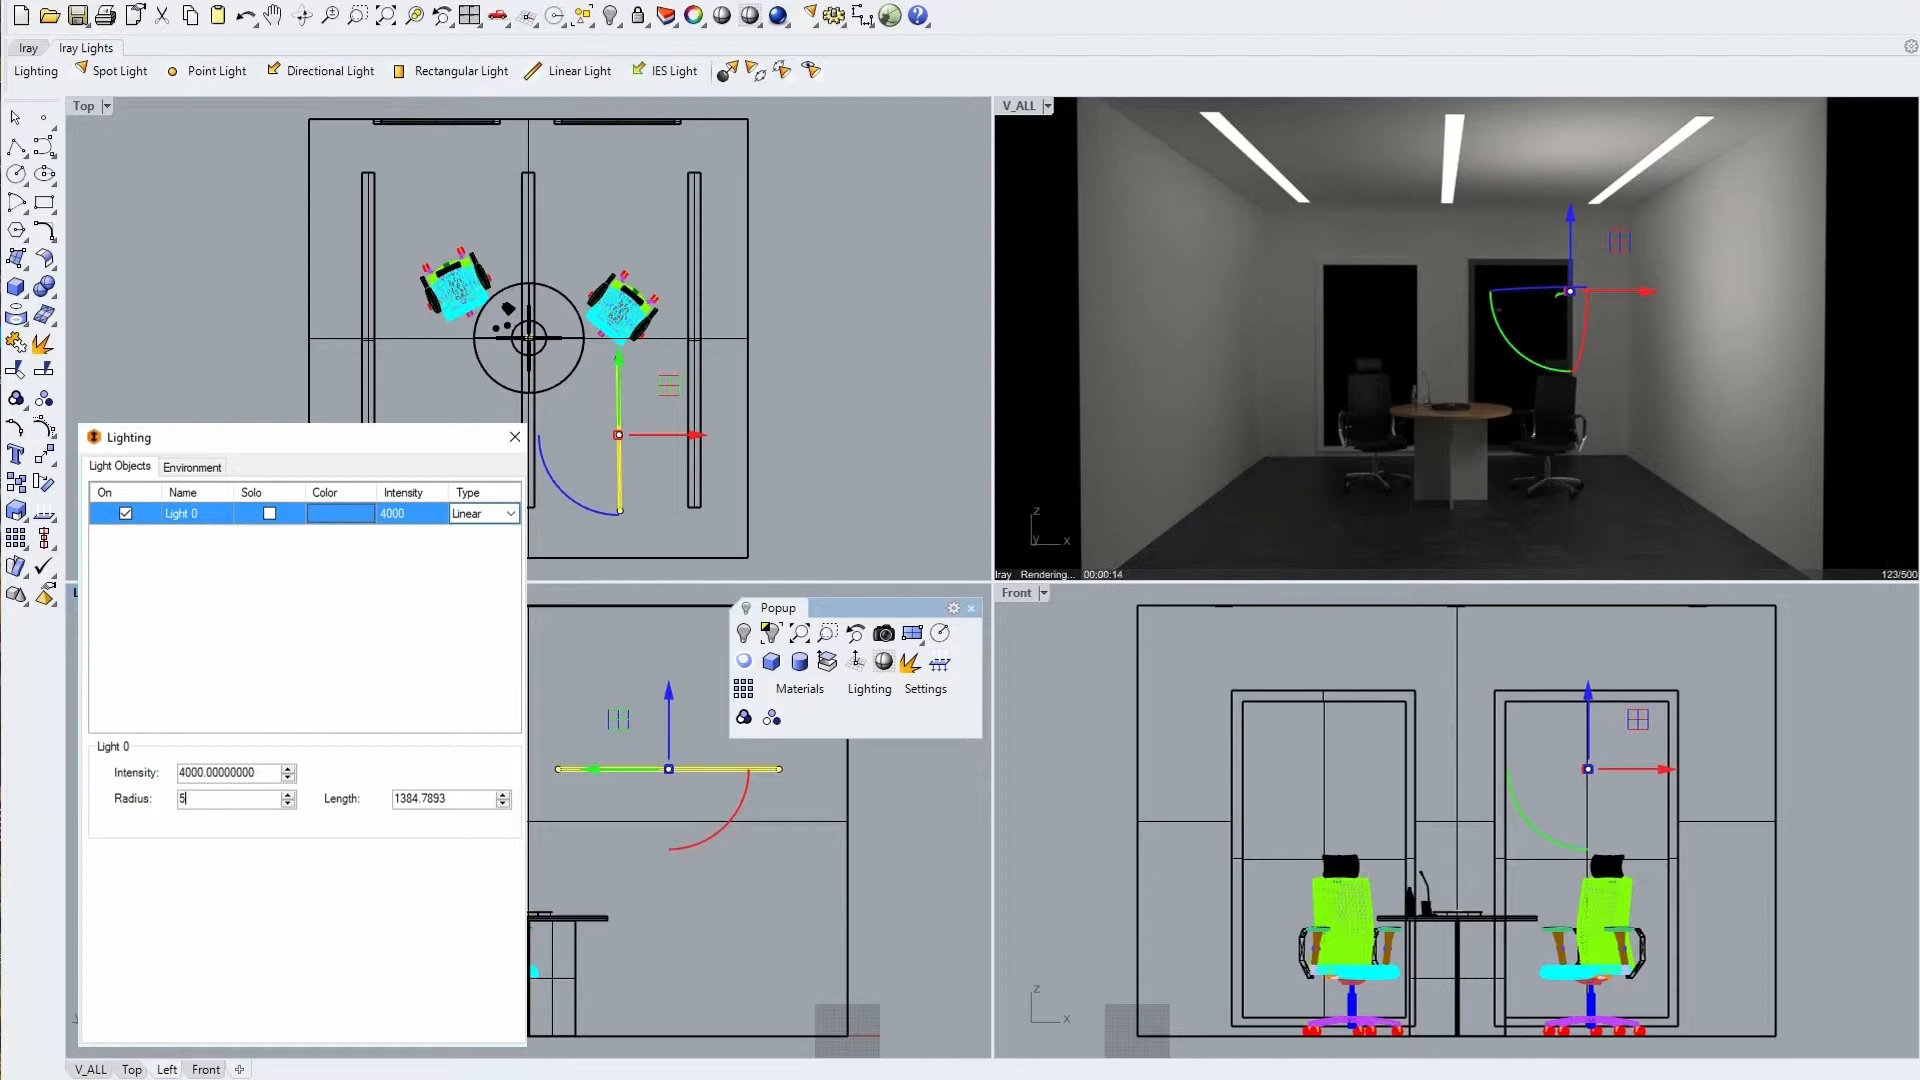 Iray Iray Lights
Lighting Spot Light Point Light Directional Light Rectangular Light Linear Light IES Light
Top
V_ALL
z
y x
Iray Rendering... 00:00:14 123/500
Lighting
Light Objects Environment
On Name Solo Color Intensity Type
Light 0 4000 Linear
Light 0
Intensity: 4000.00000000
Radius: 5 Length: 1384.7893
Popup
Materials Lighting Settings
Front
z
x
V_ALL Top Left Front